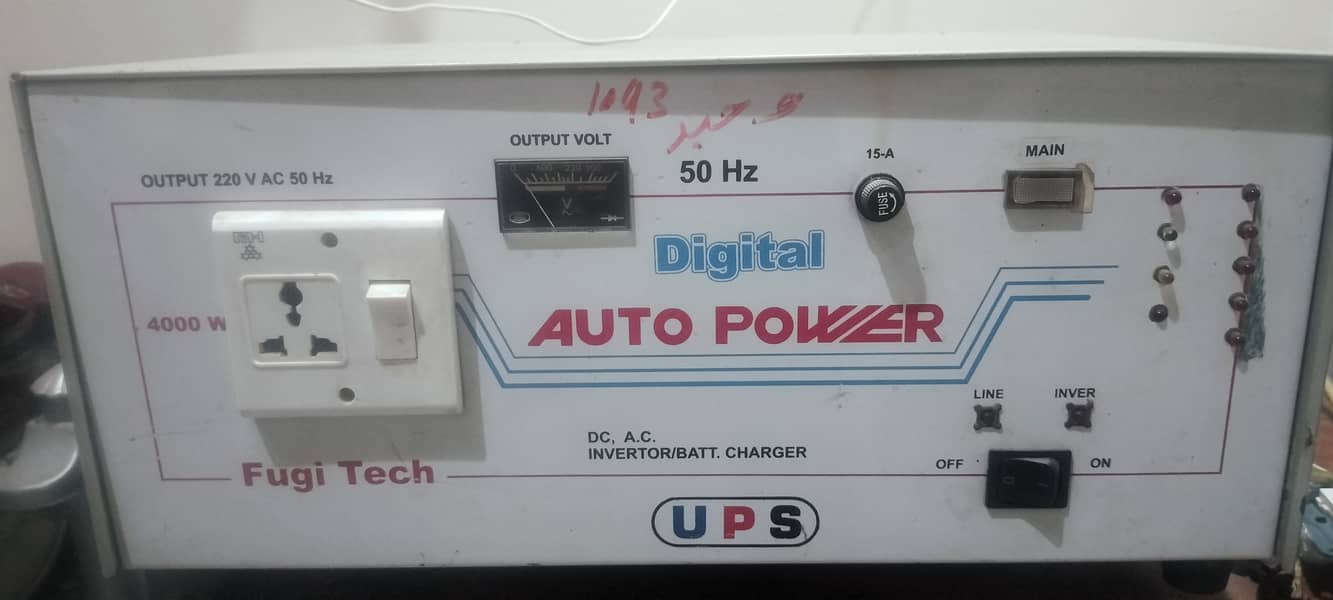 1093
وحید
OUTPUT VOLT
50 Hz
15-A
FUSE
MAIN
OUTPUT 220 V AC 50 Hz
V
Digital
4000 W
AUTO POWER
LINE
INVER
DC, A.C.
INVERTOR/BATT. CHARGER
OFF
ON
Fugi Tech
UPS